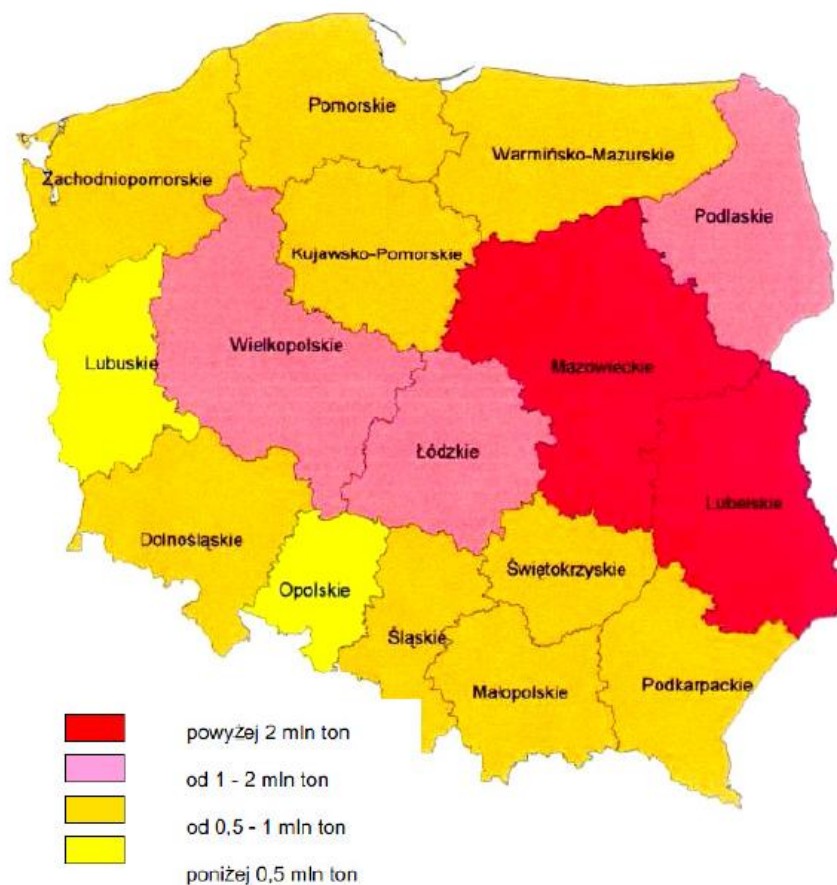 Pomorskie
Warmińsko-Mazurskie
Zachodniopomorskie
Podlaskie
Kujawsko-Pomorskie
Wielkopolskie
Mazowieckie
Lubuskie
Łódzkie
Lubelskie
Dolnośląskie
Świętokrzyskie
Opolskie
Śląskie
Podkarpackie
Małopolskie
powyżej 2 mln ton
od 1 - 2 mln ton
od 0,5 - 1 mln ton
poniżej 0,5 mln ton